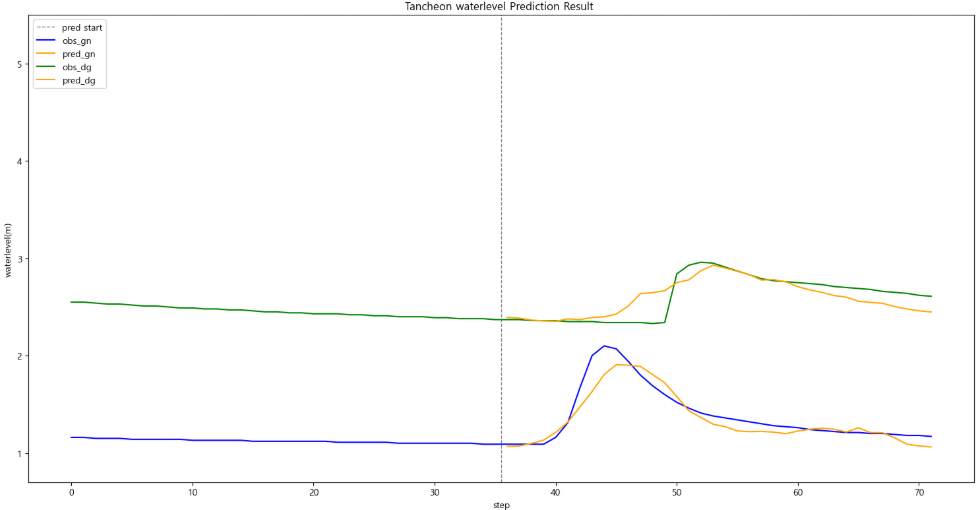 Tancheon waterlevel Prediction Result
pred start
obs_gn
pred_gn
obs_dg
pred_dg
5
4
3
2
1
waterlevel(m)
0 10 20 30 40 50 60 70
step